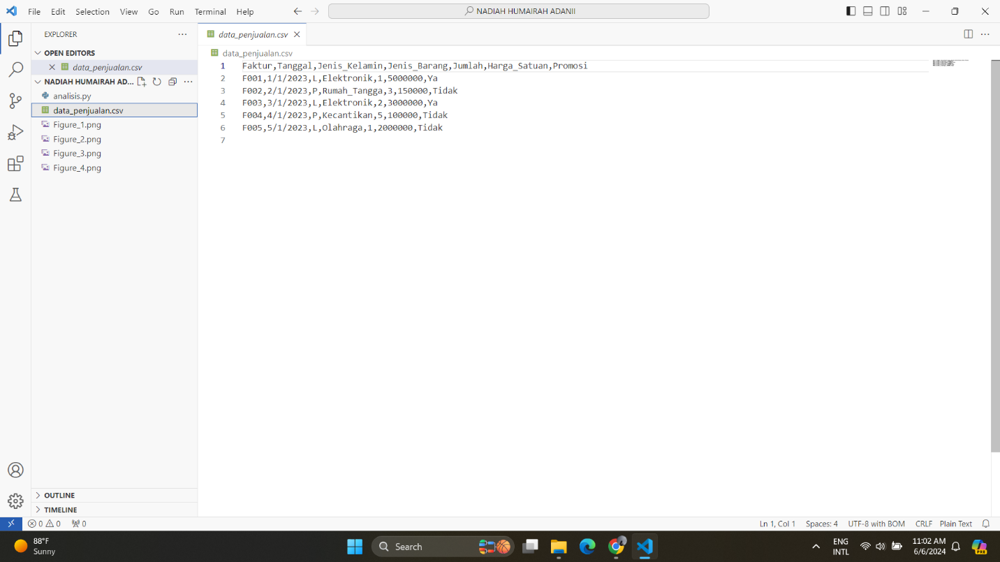 File Edit Selection View Go Run Terminal Help
NADIAH HUMAIRAH ADANII
EXPLORER
OPEN EDITORS
data_penjualan.csv
NADIAH HUMAIRAH AD...
analisis.py
data_penjualan.csv
Figure_1.png
Figure_2.png
Figure_3.png
Figure_4.png
OUTLINE
TIMELINE
data_penjualan.csv
data_penjualan.csv
1 Faktur,Tanggal,Jenis_Kelamin,Jenis_Barang,Jumlah,Harga_Satuan,Promosi
2 F001,1/1/2023,L,Elektronik,1,5000000,Ya
3 F002,2/1/2023,P,Rumah_Tangga,3,150000,Tidak
4 F003,3/1/2023,L,Elektronik,2,3000000,Ya
5 F004,4/1/2023,P,Kecantikan,5,100000,Tidak
6 F005,5/1/2023,L,Olahraga,1,2000000,Tidak
7
0 0 0
Ln 1, Col 1 Spaces: 4 UTF-8 with BOM CRLF Plain Text
88°F
Sunny
Search
ENG
INTL
11:02 AM
6/6/2024
PRE